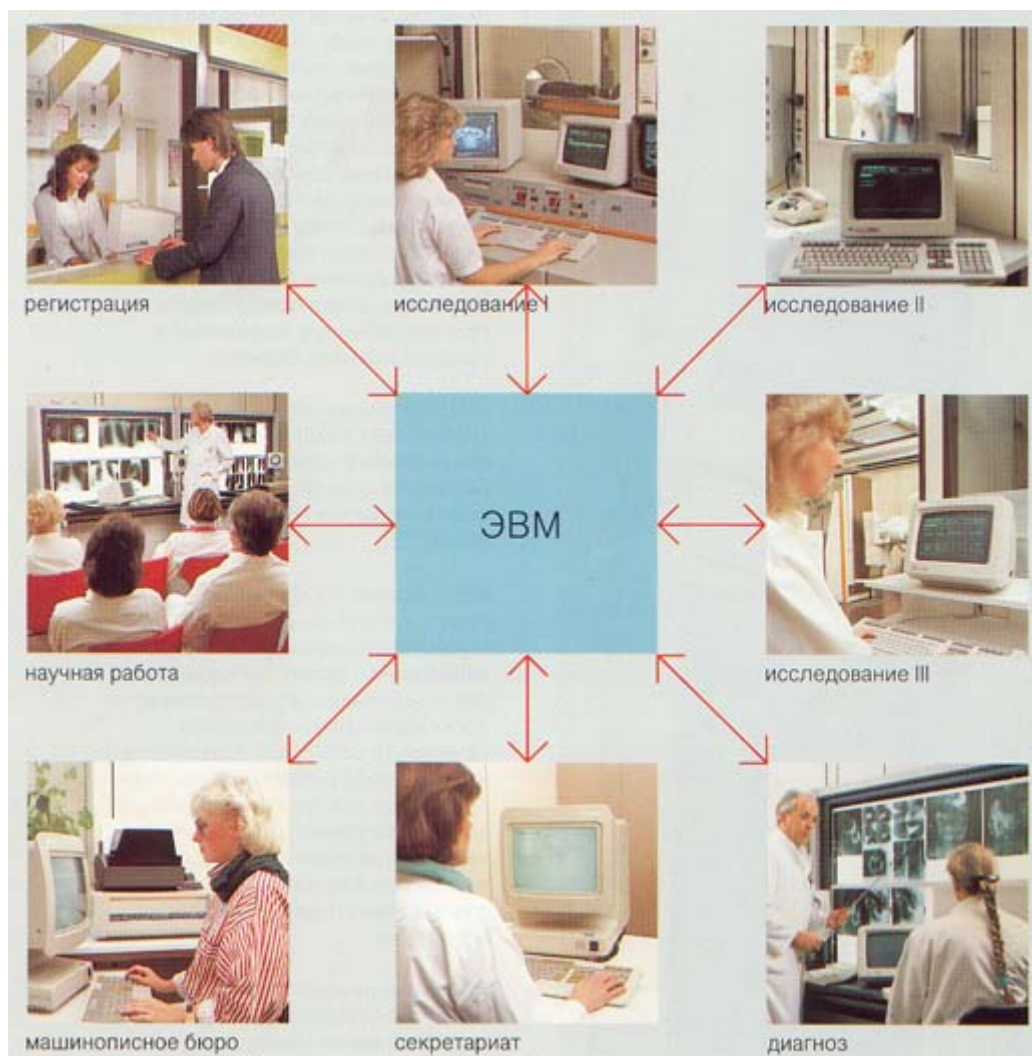 регистрация
исследование I
исследование II
ЭВМ
научная работа
исследование III
машинописное бюро
секретариат
диагноз